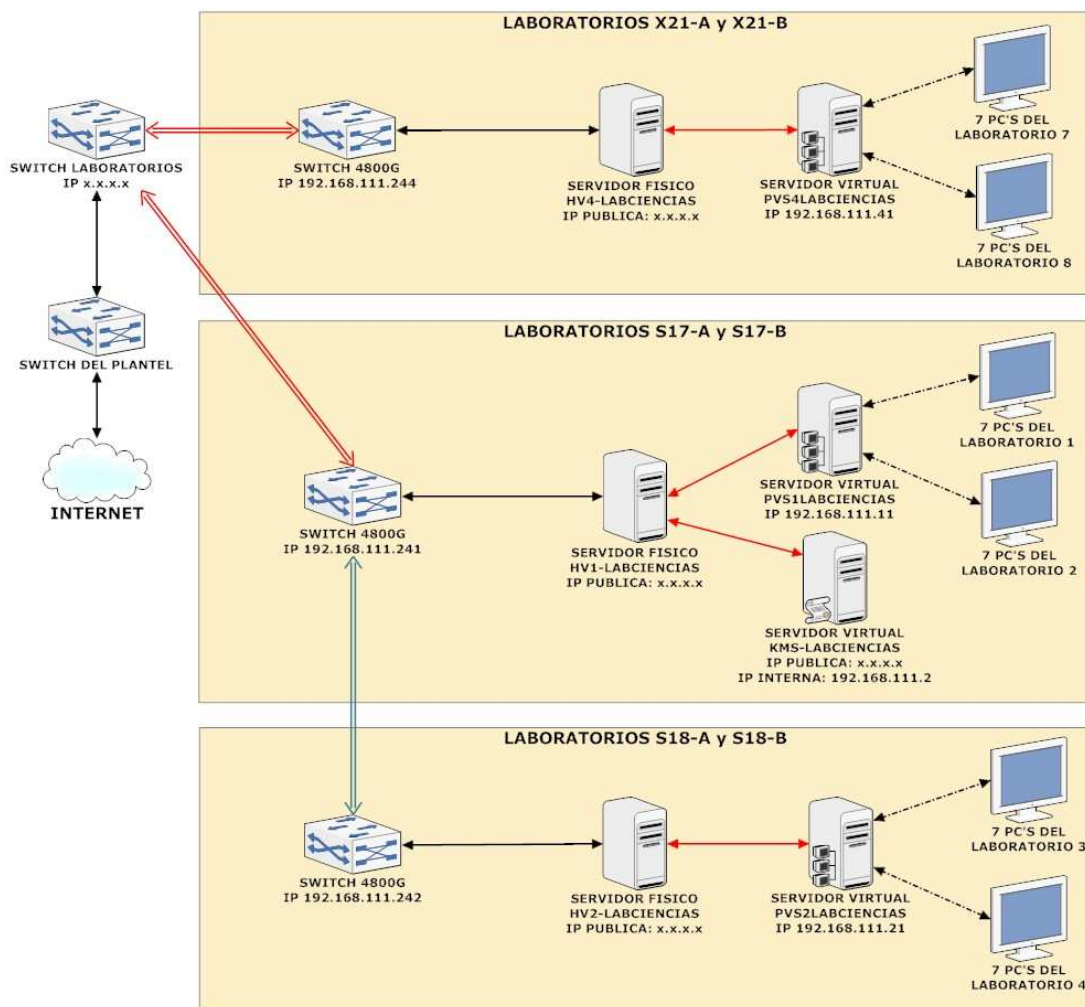 LABORATORIOS X21-A y X21-B
SWITCH LABORATORIOS
IP x.x.x.x
SWITCH 4800G
IP 192.168.111.244
SERVIDOR FISICO
HV4-LABCIENCIAS
IP PUBLICA: x.x.x.x
SERVIDOR VIRTUAL
PVS4LABCIENCIAS
IP 192.168.111.41
7 PC'S DEL
LABORATORIO 7
7 PC'S DEL
LABORATORIO 8
SWITCH DEL PLANTEL
INTERNET
LABORATORIOS S17-A y S17-B
SWITCH 4800G
IP 192.168.111.241
SERVIDOR FISICO
HV1-LABCIENCIAS
IP PUBLICA: x.x.x.x
SERVIDOR VIRTUAL
PVS1LABCIENCIAS
IP 192.168.111.11
7 PC'S DEL
LABORATORIO 1
7 PC'S DEL
LABORATORIO 2
SERVIDOR VIRTUAL
KMS-LABCIENCIAS
IP PUBLICA: x.x.x.x
IP INTERNA: 192.168.111.2
LABORATORIOS S18-A y S18-B
SWITCH 4800G
IP 192.168.111.242
SERVIDOR FISICO
HV2-LABCIENCIAS
IP PUBLICA: x.x.x.x
SERVIDOR VIRTUAL
PVS2LABCIENCIAS
IP 192.168.111.21
7 PC'S DEL
LABORATORIO 3
7 PC'S DEL
LABORATORIO 4